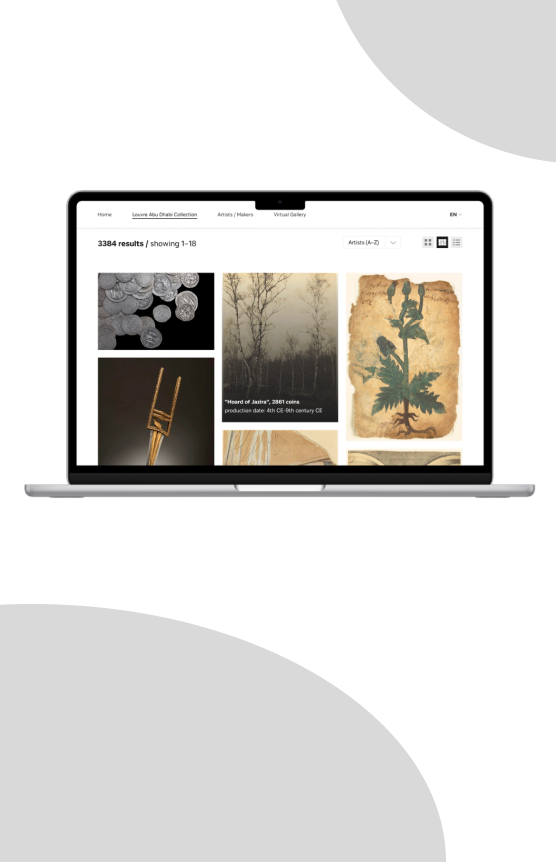 Home
Louvre Abu Dhabi Collection
Artists / Makers
Virtual Gallery
EN
3384 results / showing 1–18
Artists (A–Z)
"Hoard of Jazira", 2861 coins
production date: 4th CE-9th century CE